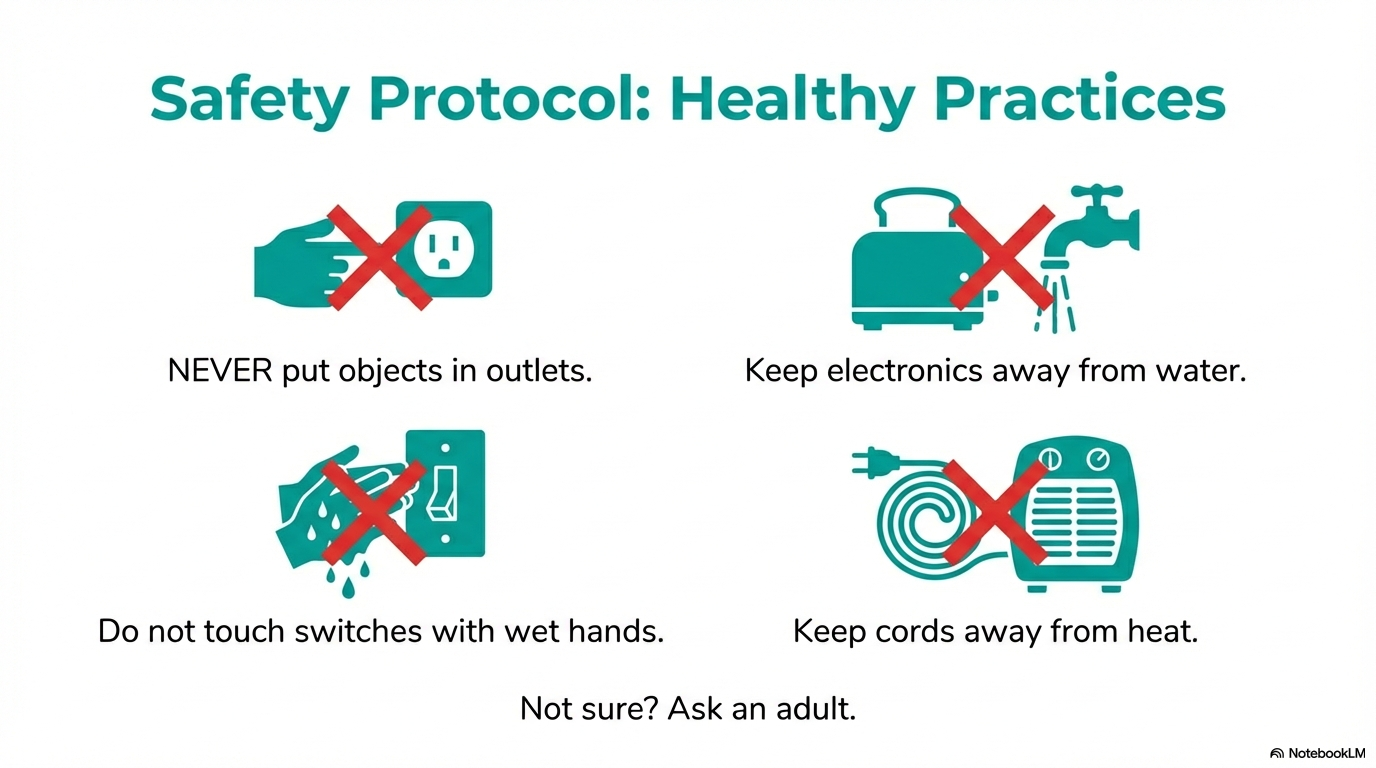 Safety Protocol: Healthy Practices
NEVER put objects in outlets.
Keep electronics away from water.
Do not touch switches with wet hands.
Keep cords away from heat.
Not sure? Ask an adult.
NotebookLM